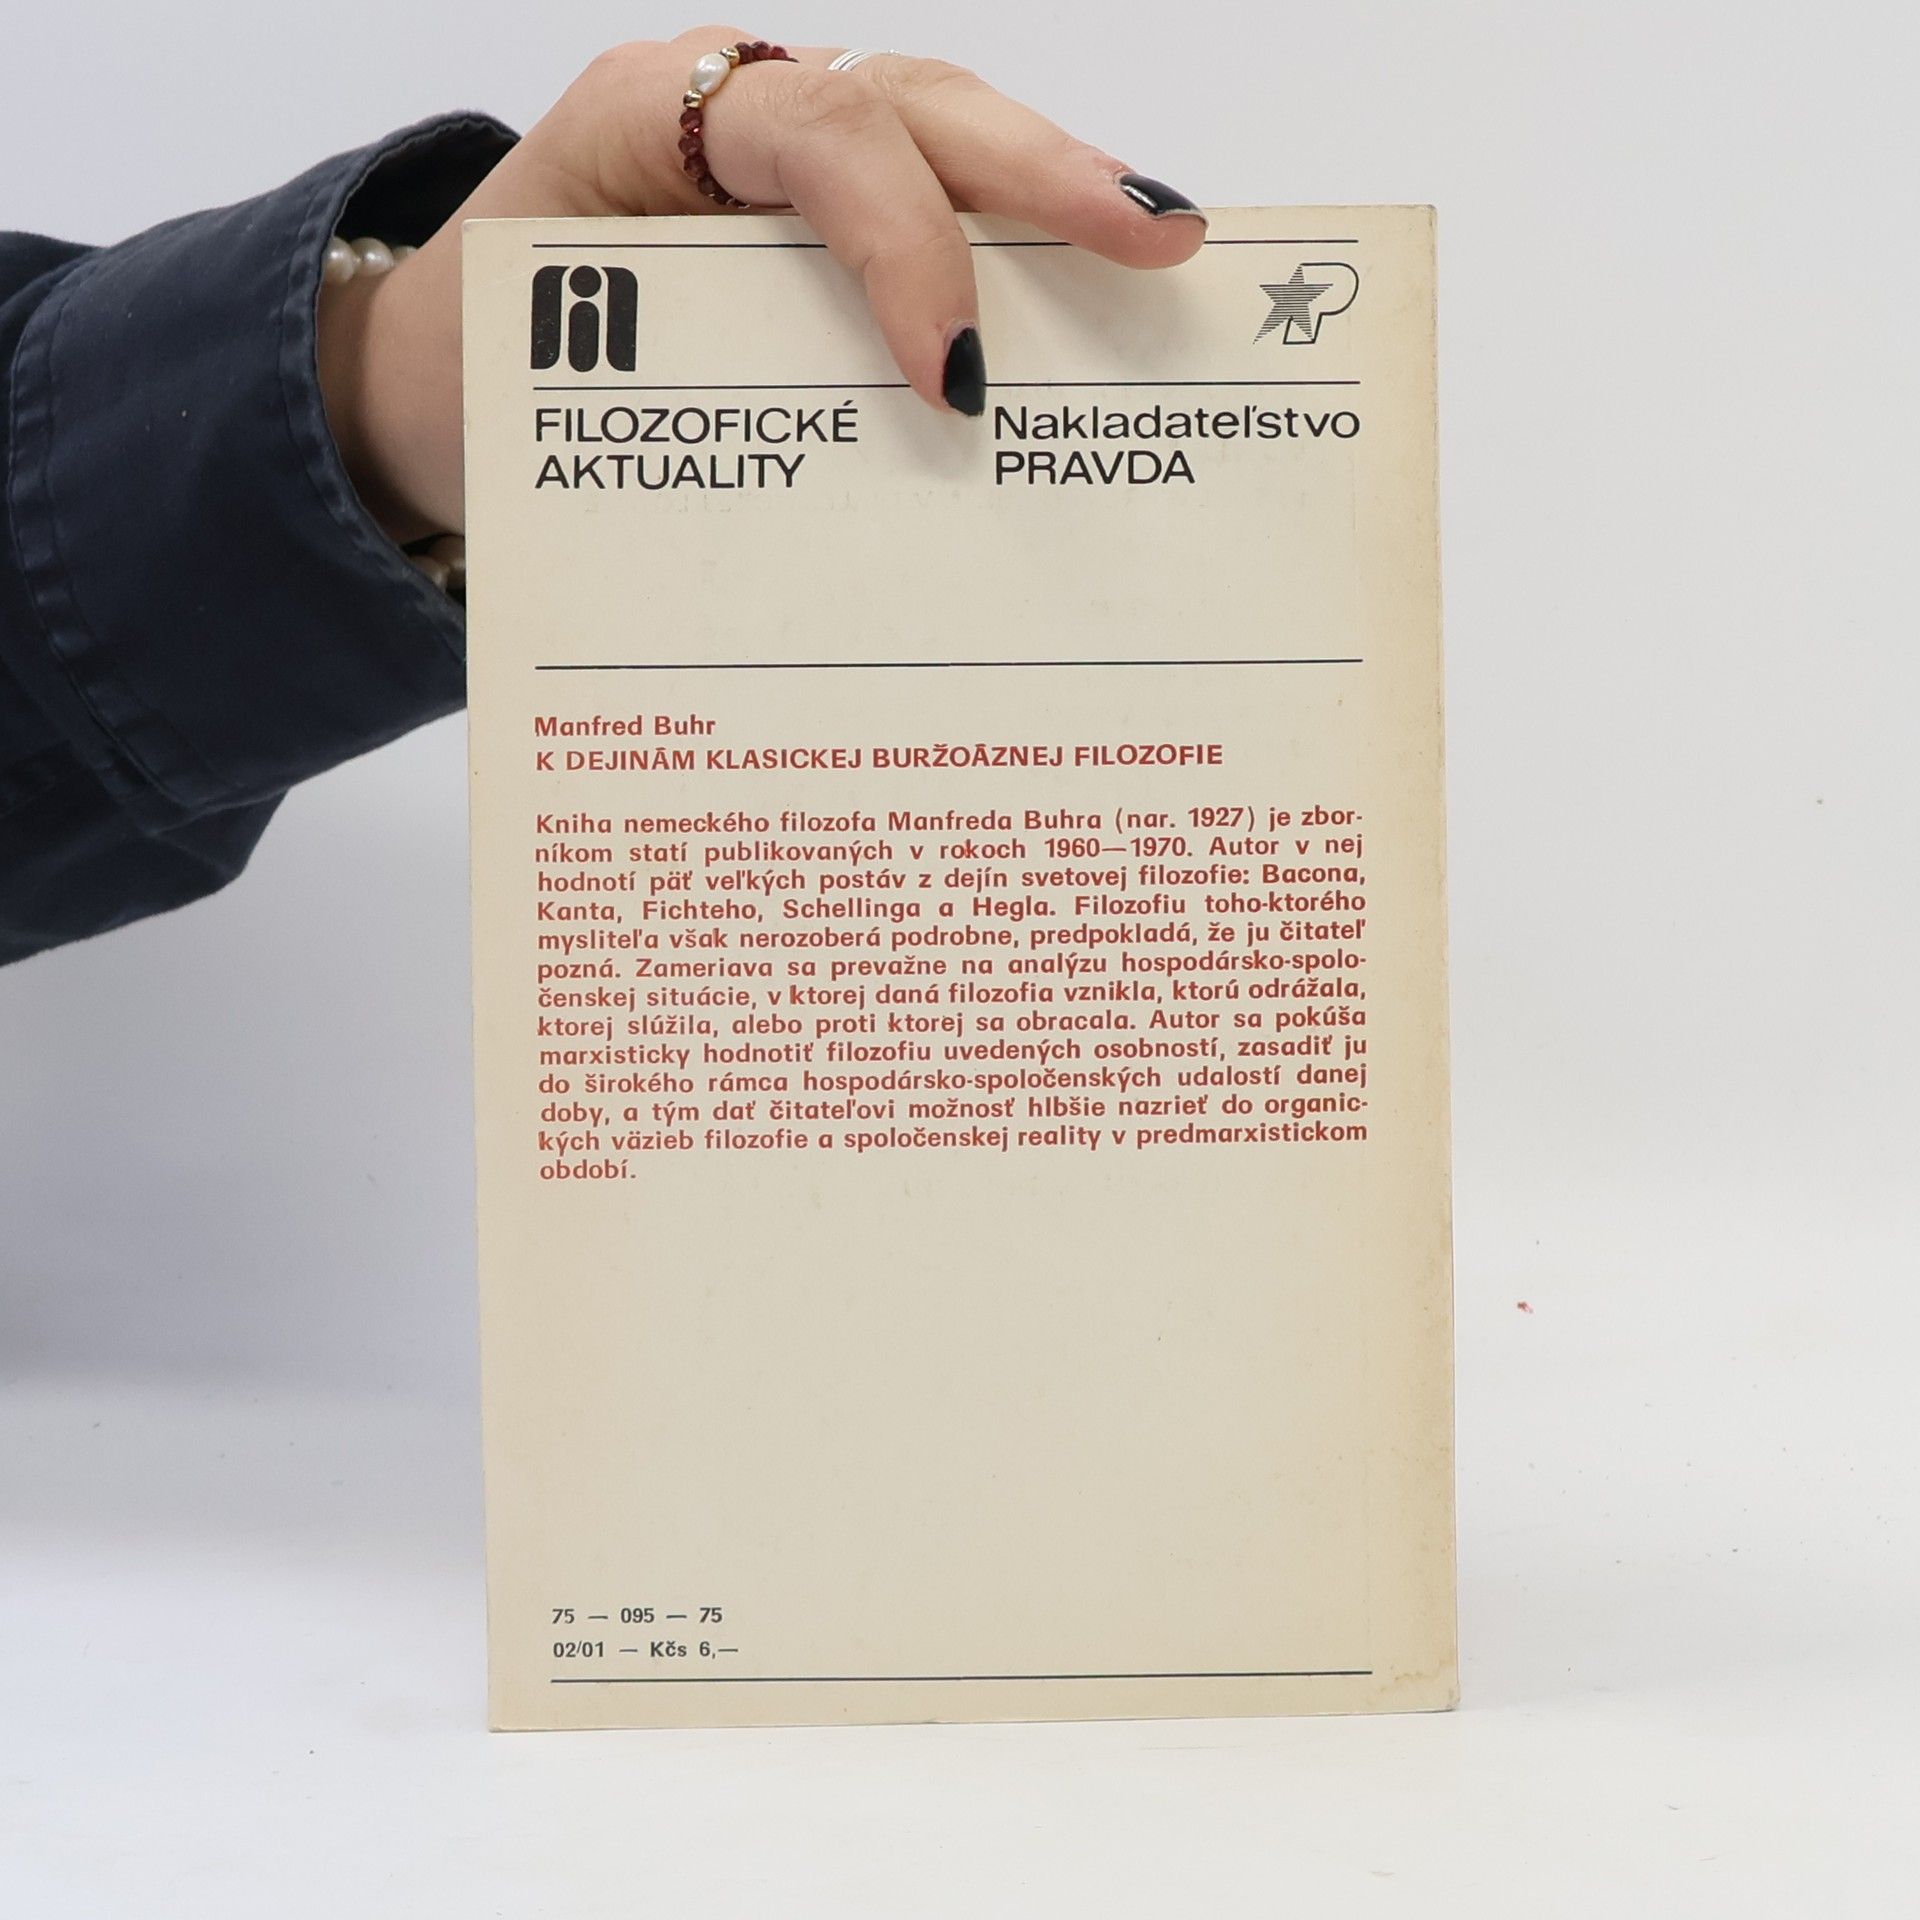 FILOZOFICKÉ
AKTUALITY
Nakladateľstvo
PRAVDA
Manfred Buhr
K DEJINÁM KLASICKEJ BURŽOÁZNEJ FILOZOFIE
Kniha nemeckého filozofa Manfreda Buhra (nar. 1927) je zbor-
níkom statí publikovaných v rokoch 1960—1970. Autor v nej
hodnotí päť veľkých postáv z dejín svetovej filozofie: Bacona,
Kanta, Fichteho, Schellinga a Hegla. Filozofiu toho-ktorého
mysliteľa však nerozoberá podrobne, predpokladá, že ju čitateľ
pozná. Zameriava sa prevažne na analýzu hospodársko-spolo-
čenskej situácie, v ktorej daná filozofia vznikla, ktorú odrážala,
ktorej slúžila, alebo proti ktorej sa obracala. Autor sa pokúša
marxisticky hodnotiť filozofiu uvedených osobností, zasadiť ju
do širokého rámca hospodársko-spoločenských udalostí danej
doby, a tým dať čitateľovi možnosť hlbšie nazrieť do organic-
kých väzieb filozofie a spoločenskej reality v predmarxistickom
období.
75 — 095 — 75
02/01 — Kčs 6,—